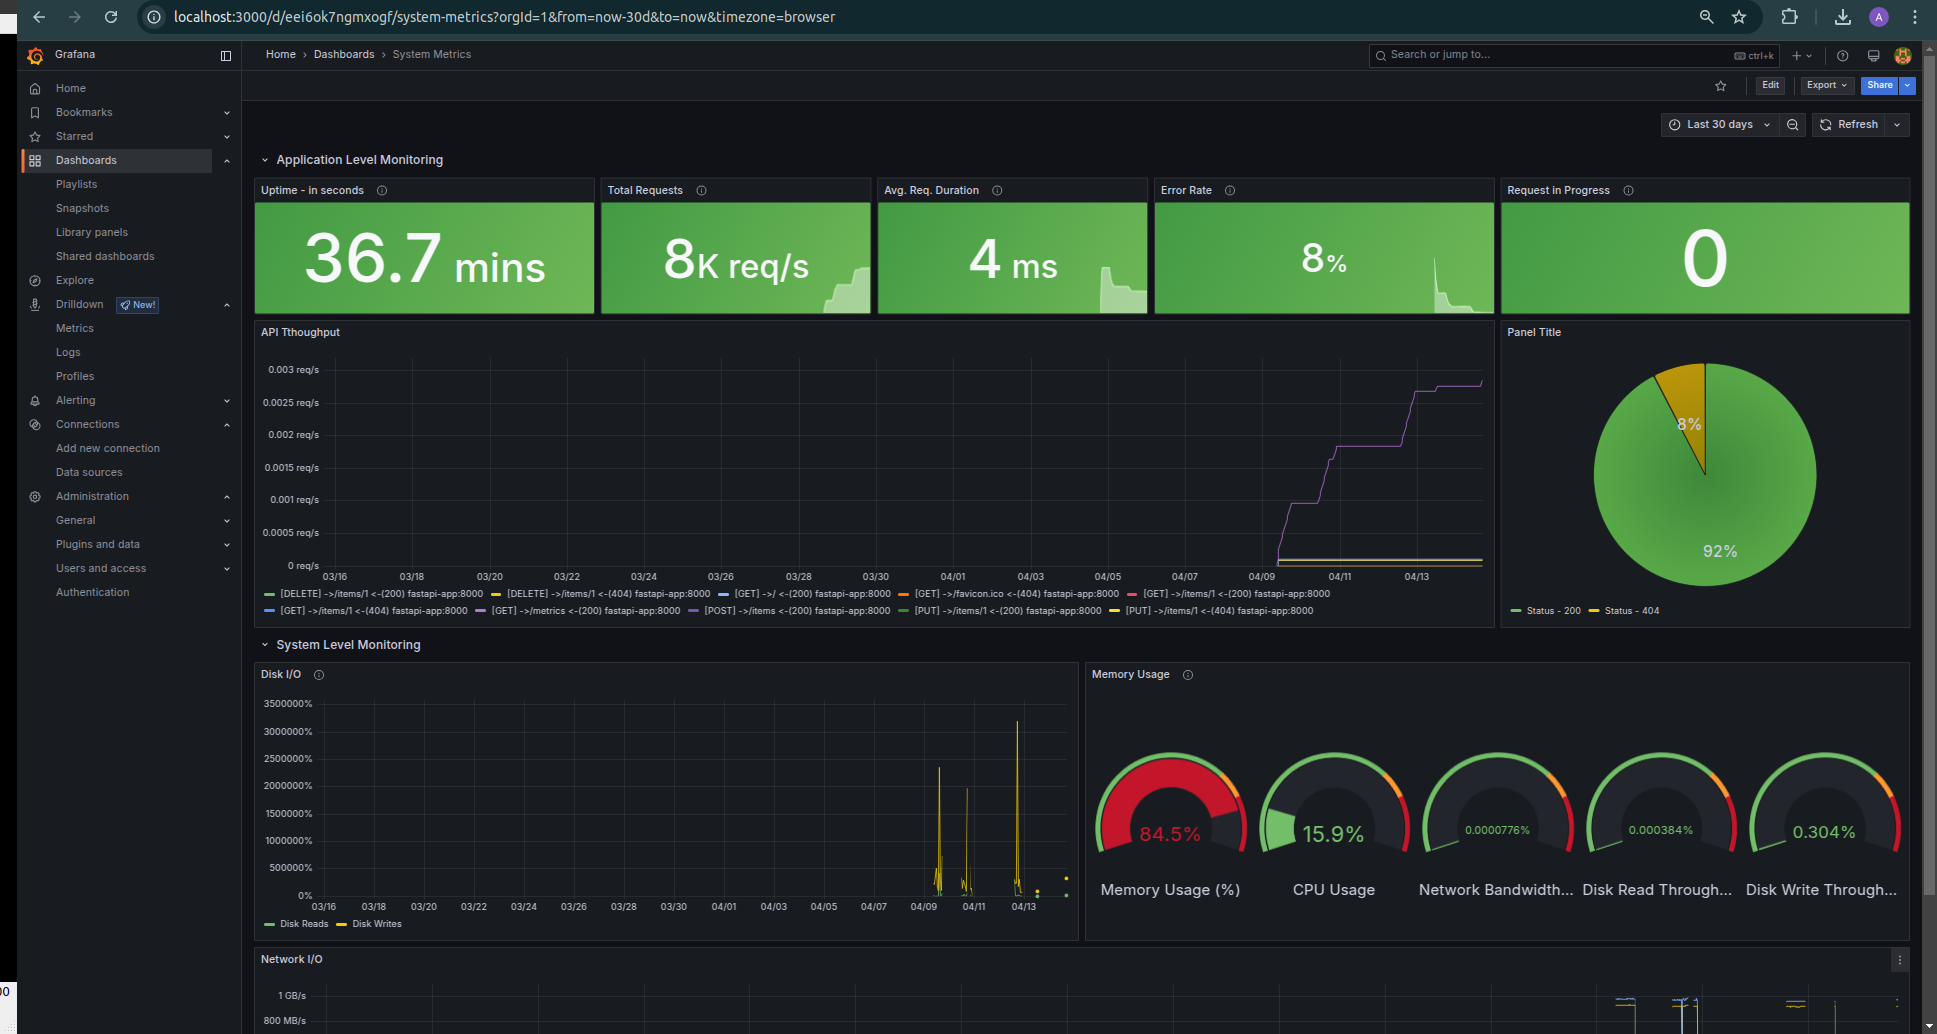 localhost:3000/d/eei6ok7ngmxogf/system-metrics?orgId=1&from=now-30d&to=now&timezone=browser
A
Grafana
Home › Dashboards › System Metrics
Search or jump to...
ctrl+k
Edit
Export
Share
Home
Bookmarks
Starred
Dashboards
Playlists
Snapshots
Library panels
Shared dashboards
Explore
Drilldown
New!
Metrics
Logs
Profiles
Alerting
Connections
Add new connection
Data sources
Administration
General
Plugins and data
Users and access
Authentication
00
Last 30 days
Refresh
Application Level Monitoring
Uptime - in seconds
36.7 mins
Total Requests
8K req/s
Avg. Req. Duration
4 ms
Error Rate
8%
Request in Progress
0
API Tthoughput
0.003 req/s
0.0025 req/s
0.002 req/s
0.0015 req/s
0.001 req/s
0.0005 req/s
0 req/s
03/16 03/18 03/20 03/22 03/24 03/26 03/28 03/30 04/01 04/03 04/05 04/07 04/09 04/11 04/13
[DELETE] ->/items/1 <-(200) fastapi-app:8000 [DELETE] ->/items/1 <-(404) fastapi-app:8000 [GET] ->/ <-(200) fastapi-app:8000 [GET] ->/favicon.ico <-(404) fastapi-app:8000 [GET] ->/items/1 <-(200) fastapi-app:8000
[GET] ->/items/1 <-(404) fastapi-app:8000 [GET] ->/metrics <-(200) fastapi-app:8000 [POST] ->/items <-(200) fastapi-app:8000 [PUT] ->/items/1 <-(200) fastapi-app:8000 [PUT] ->/items/1 <-(404) fastapi-app:8000
Panel Title
8%
92%
Status - 200 Status - 404
System Level Monitoring
Disk I/O
3500000%
3000000%
2500000%
2000000%
1500000%
1000000%
500000%
0%
03/16 03/18 03/20 03/22 03/24 03/26 03/28 03/30 04/01 04/03 04/05 04/07 04/09 04/11 04/13
Disk Reads Disk Writes
Memory Usage
84.5% 15.9% 0.0000776% 0.000384% 0.304%
Memory Usage (%) CPU Usage Network Bandwidth... Disk Read Through... Disk Write Through...
Network I/O
1 GB/s
800 MB/s